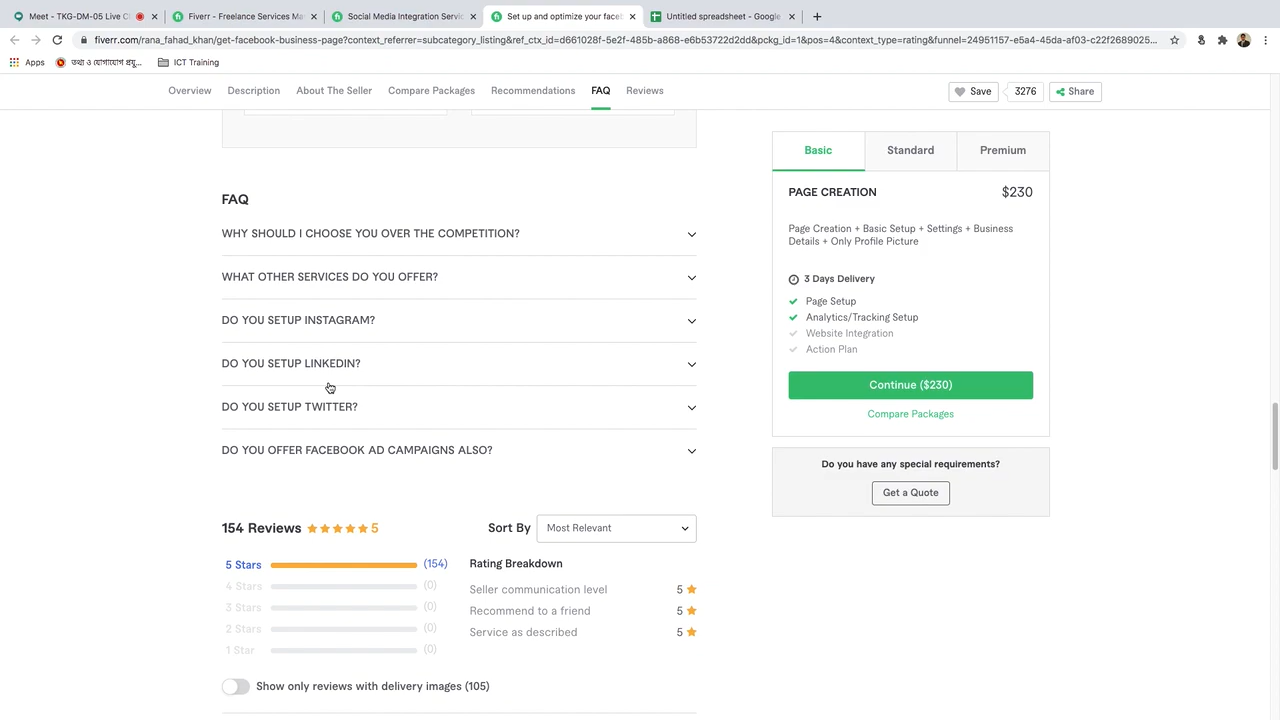 Meet - TKG-DM-05 Live Cl
Fiverr - Freelance Services Ma
Social Media Integration Servic
Set up and optimize your faceb
Untitled spreadsheet - Google
fiverr.com/rana_fahad_khan/get-facebook-business-page?context_referrer=subcategory_listing&ref_ctx_id=d661028f-5e2f-485b-a868-e6b53722d2dd&pckg_id=1&pos=4&context_type=rating&funnel=24951157-e5a4-45da-af03-c22f2689025...
Apps
তথ্য ও যোগাযোগ প্রযু...
ICT Training
Overview
Description
About The Seller
Compare Packages
Recommendations
FAQ
Reviews
Save
3276
Share
FAQ
WHY SHOULD I CHOOSE YOU OVER THE COMPETITION?
WHAT OTHER SERVICES DO YOU OFFER?
DO YOU SETUP INSTAGRAM?
DO YOU SETUP LINKEDIN?
DO YOU SETUP TWITTER?
DO YOU OFFER FACEBOOK AD CAMPAIGNS ALSO?
154 Reviews 5
Sort By
Most Relevant
5 Stars (154)
4 Stars (0)
3 Stars (0)
2 Stars (0)
1 Star (0)
Rating Breakdown
Seller communication level 5
Recommend to a friend 5
Service as described 5
Show only reviews with delivery images (105)
Basic
Standard
Premium
PAGE CREATION $230
Page Creation + Basic Setup + Settings + Business
Details + Only Profile Picture
3 Days Delivery
Page Setup
Analytics/Tracking Setup
Website Integration
Action Plan
Continue ($230)
Compare Packages
Do you have any special requirements?
Get a Quote